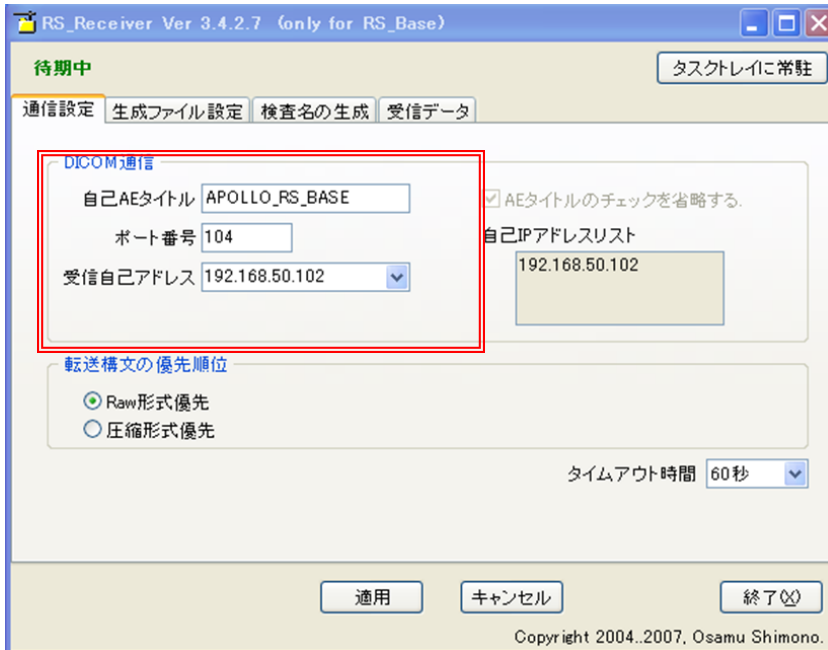 RS_Receiver Ver 3.4.2.7 (only for RS_Base)
待期中
タスクトレイに常駐
通信設定 生成ファイル設定 検査名の生成 受信データ
DICOM通信
自己AEタイトル APOLLO_RS_BASE
AEタイトルのチェックを省略する.
ポート番号 104
自己IPアドレスリスト
受信自己アドレス 192.168.50.102
192.168.50.102
転送構文の優先順位
Raw形式優先
圧縮形式優先
タイムアウト時間 60秒
適用 キャンセル 終了(X)
Copyright 2004..2007, Osamu Shimono.